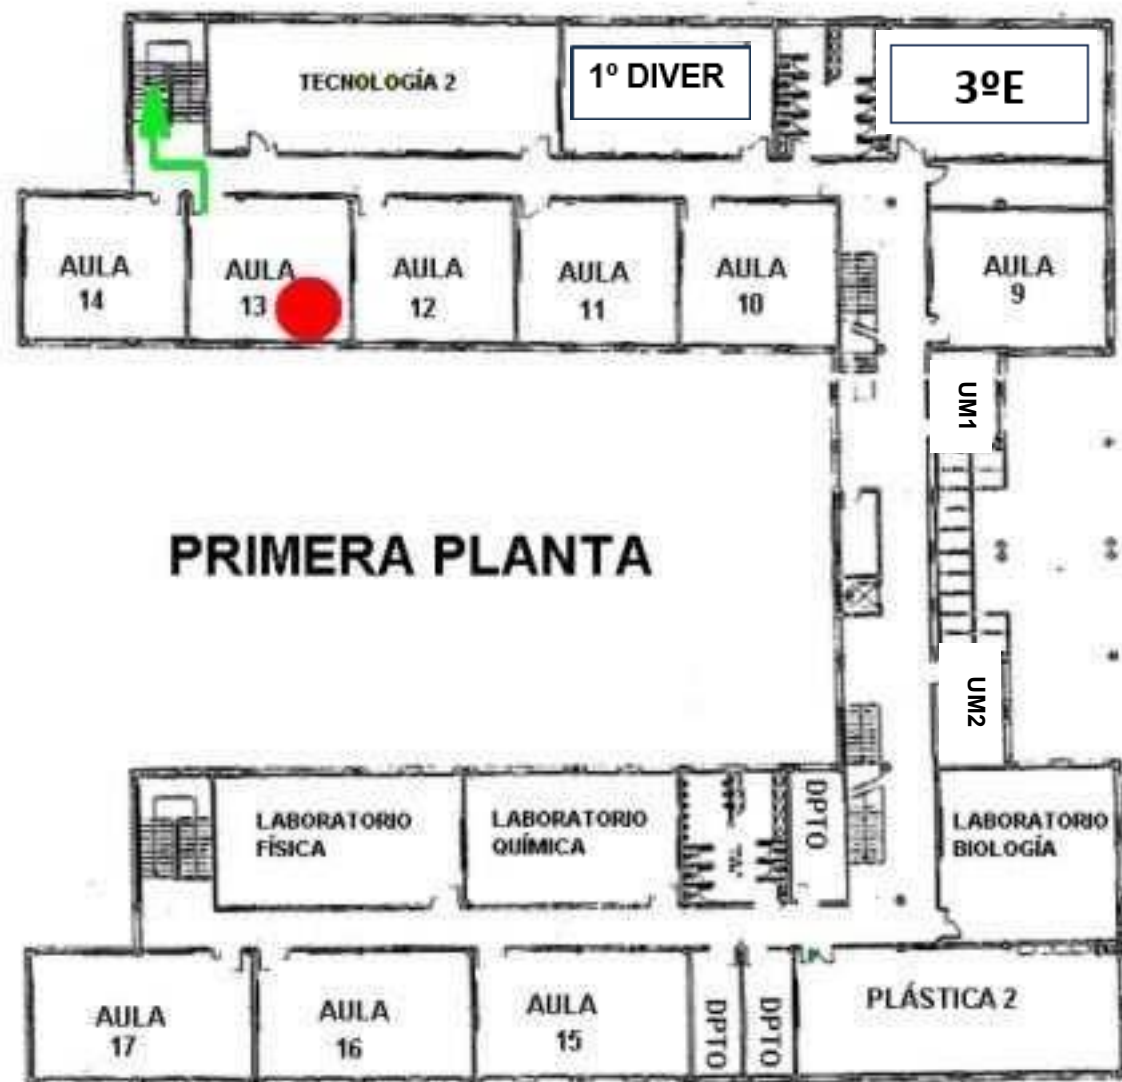 TECNOLOGÍA 2
1º DIVER
3ºE
AULA
14
AULA
13
AULA
12
AULA
11
AULA
10
AULA
9
UM1
PRIMERA PLANTA
UM2
LABORATORIO
FÍSICA
LABORATORIO
QUÍMICA
DPTO
LABORATORIO
BIOLOGÍA
AULA
17
AULA
16
AULA
15
DPTO
DPTO
PLÁSTICA 2